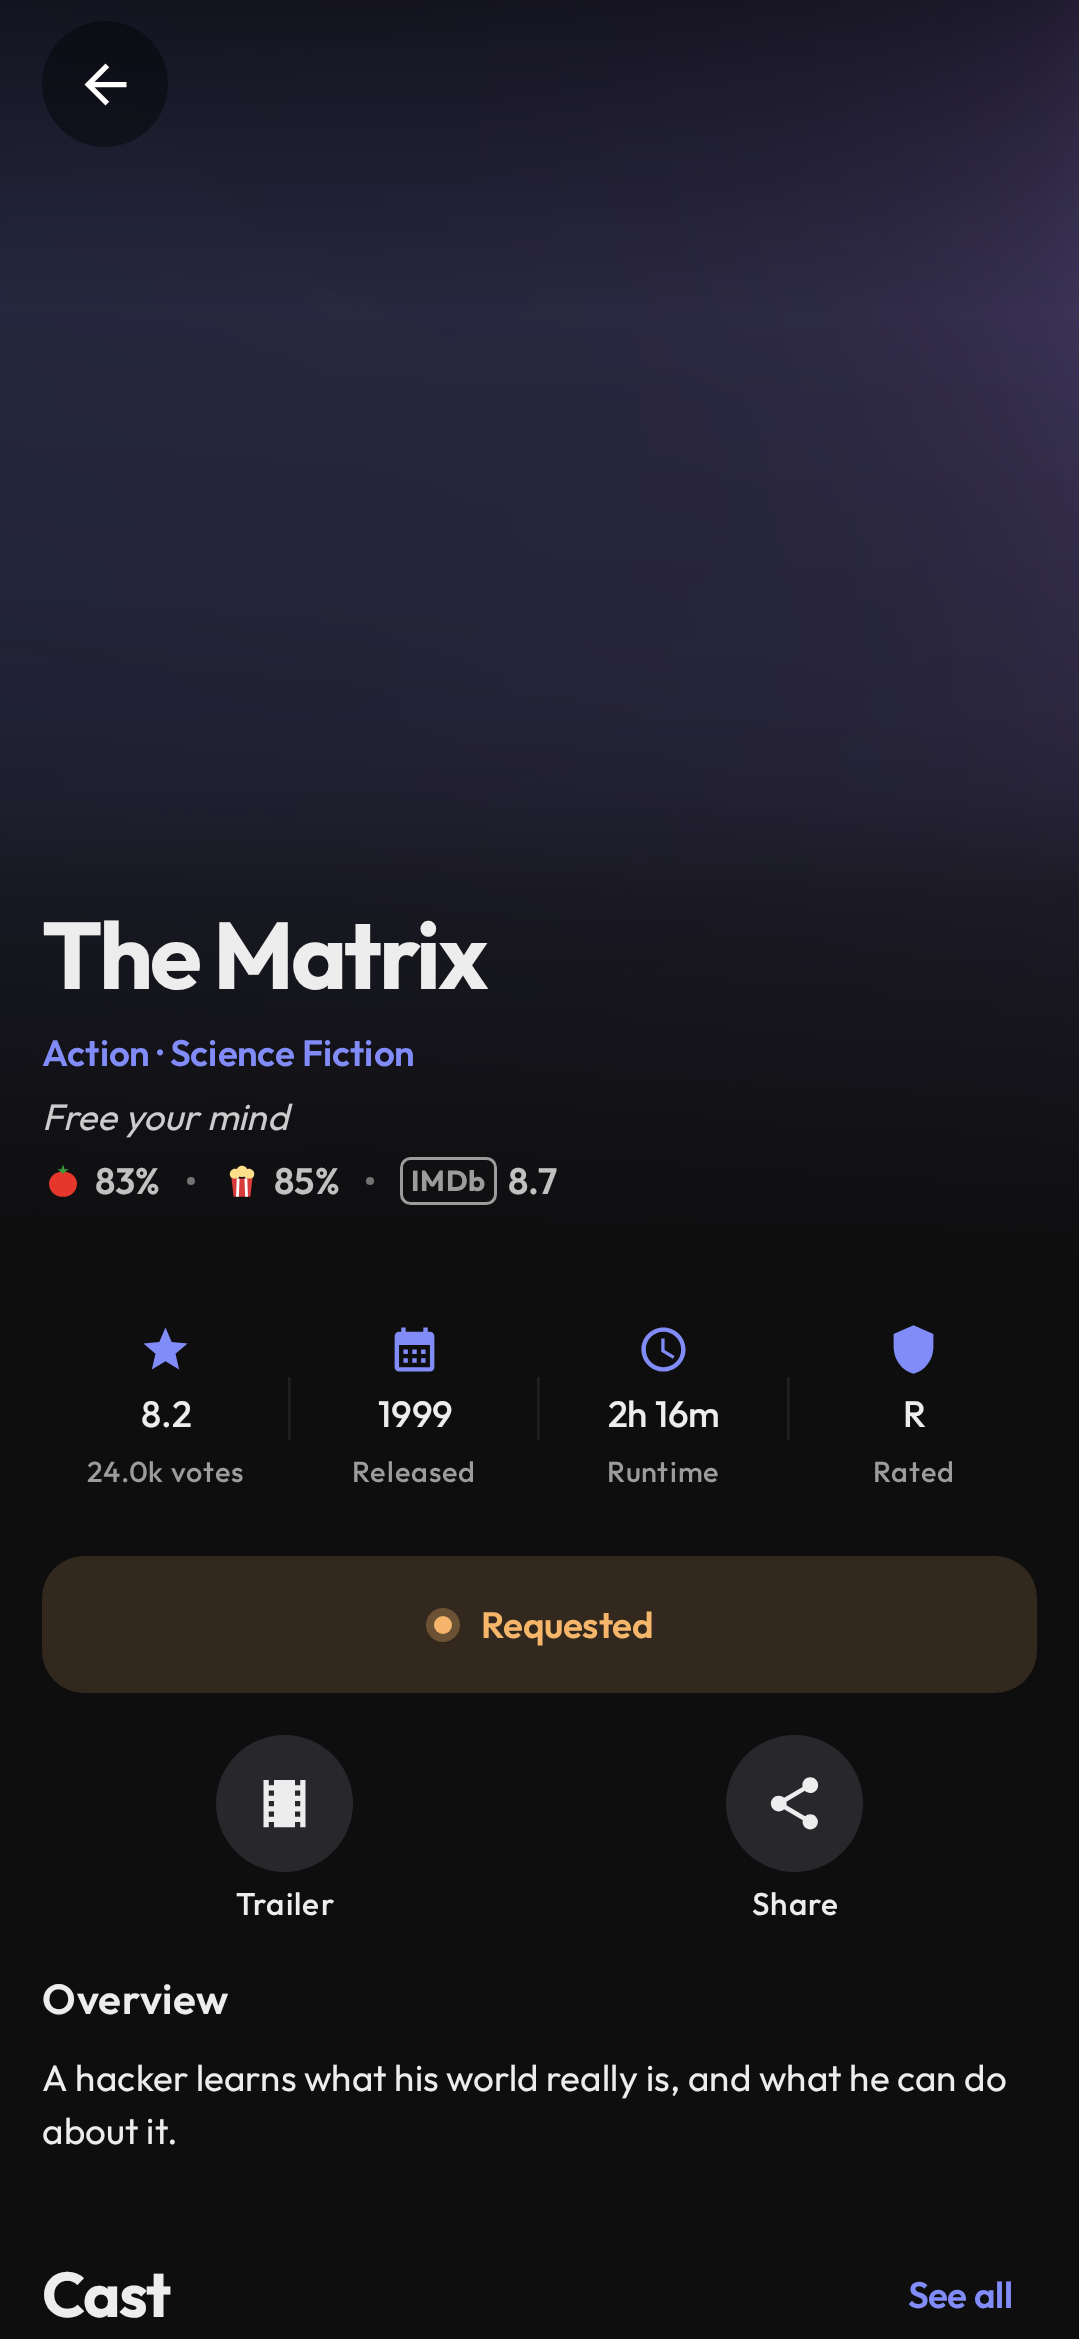 The Matrix
Action · Science Fiction
Free your mind
83% • 85% • IMDb 8.7
8.2 1999 2h 16m R
24.0k votes Released Runtime Rated
Requested
Trailer Share
Overview
A hacker learns what his world really is, and what he can do
about it.
Cast See all